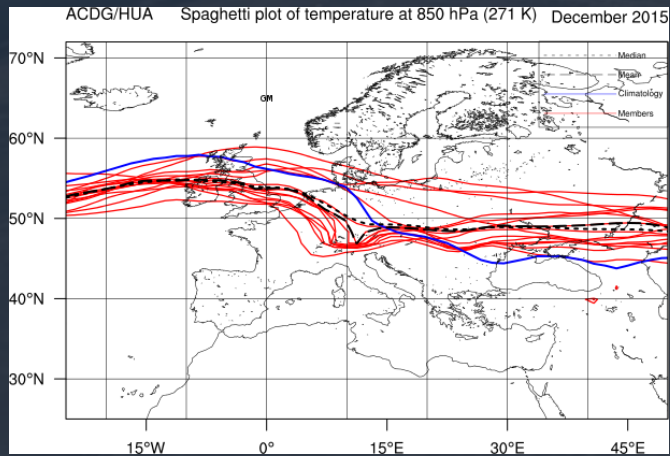 ACDG/HUA Spaghetti plot of temperature at 850 hPa (271 K) December 2015
Median
Mean
Climatology
Members
70°N
GM
60°N
50°N
40°N
30°N
15°W 0° 15°E 30°E 45°E